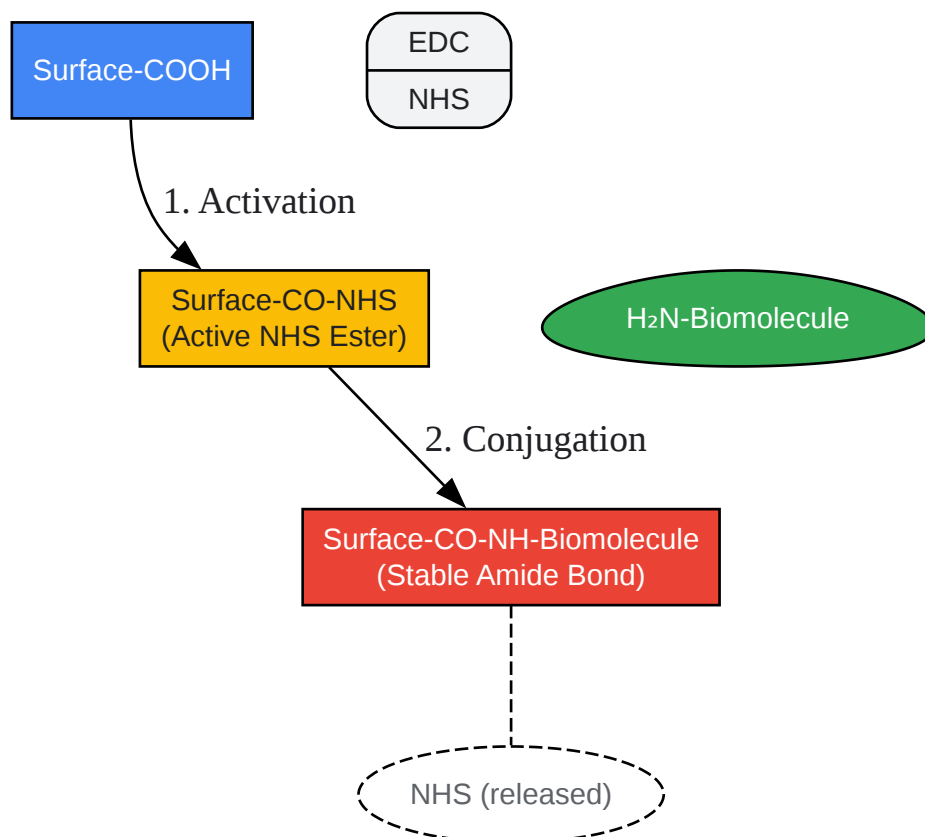 Surface-COOH
EDC
NHS
1. Activation
Surface-CO-NHS
(Active NHS Ester)
H₂N-Biomolecule
2. Conjugation
Surface-CO-NH-Biomolecule
(Stable Amide Bond)
NHS (released)